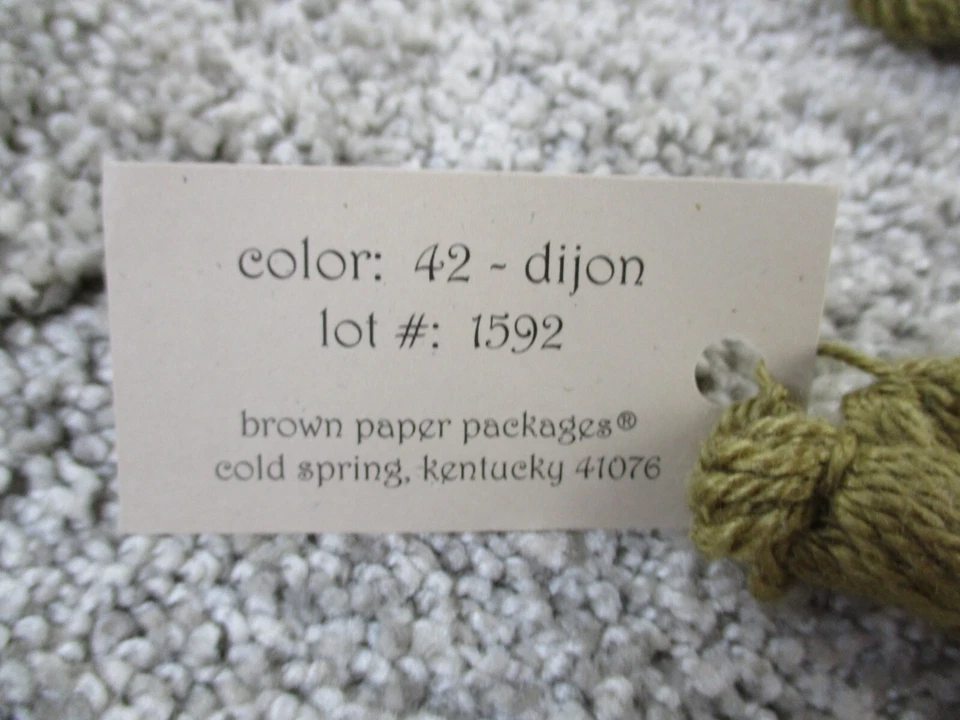 color: 42 - dijon
lot #: 1592
brown paper packages®
cold spring, kentucky 41076